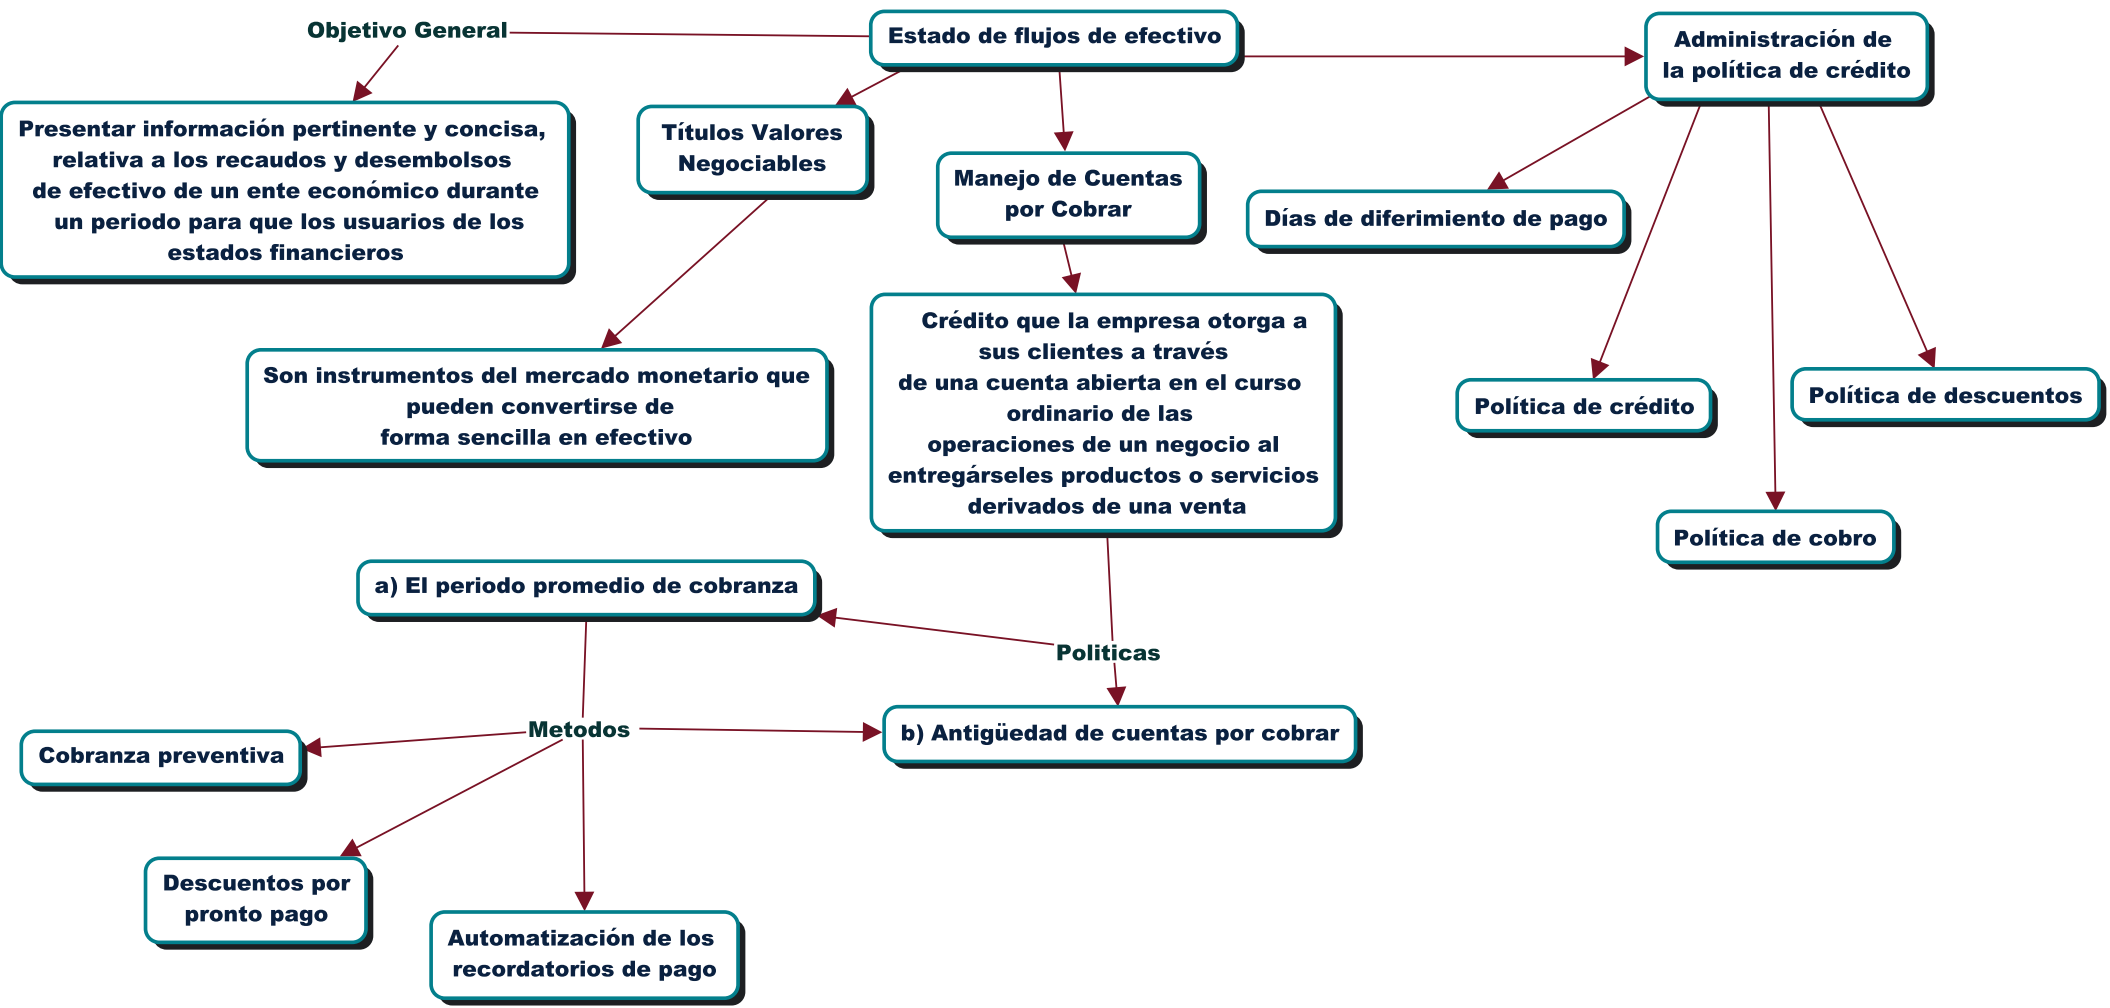 Objetivo General
Estado de flujos de efectivo
Administración de
la política de crédito
Presentar información pertinente y concisa,
relativa a los recaudos y desembolsos
de efectivo de un ente económico durante
un periodo para que los usuarios de los
estados financieros
Títulos Valores
Negociables
Manejo de Cuentas
por Cobrar
Días de diferimiento de pago
Son instrumentos del mercado monetario que
pueden convertirse de
forma sencilla en efectivo
Crédito que la empresa otorga a
sus clientes a través
de una cuenta abierta en el curso
ordinario de las
operaciones de un negocio al
entregárseles productos o servicios
derivados de una venta
Política de crédito
Política de descuentos
Política de cobro
a) El periodo promedio de cobranza
Politicas
Metodos
b) Antigüedad de cuentas por cobrar
Cobranza preventiva
Descuentos por
pronto pago
Automatización de los
recordatorios de pago